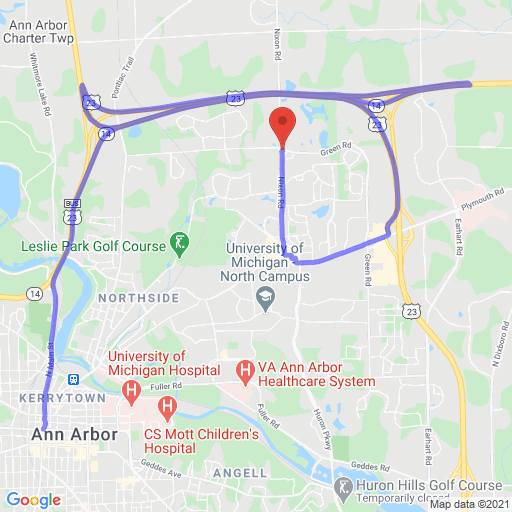 Ann Arbor
Charter Twp
Whitmore Lake Rd
Pontiac Trail
Nixon Rd
23
23
14
14
23
Green Rd
Nixon Rd
Plymouth Rd
BUS
23
Leslie Park Golf Course
University of
Michigan -
North Campus
Green Rd
Earhart Rd
14
NORTHSIDE
23
N Dixboro Rd
N Main St
University of
Michigan Hospital
H
VA Ann Arbor
Healthcare System
H
Fuller Rd
KERRYTOWN
H
Fuller Rd
Huron Pkwy
Ann Arbor
CS Mott Children's
Hospital
Earhart Rd
Geddes Ave
Geddes Rd
ANGELL
Huron Hills Golf Course
Temporarily closed
Google
Map data ©2021